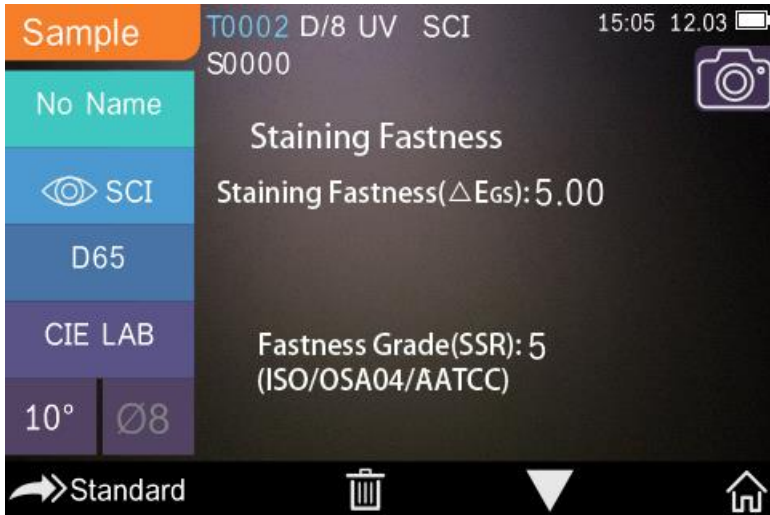 Sample
T0002 D/8 UV SCI
15:05 12.03
S0000
No Name
SCI
D65
CIE LAB
10° Ø8
Staining Fastness
Staining Fastness(△EGS):5.00
Fastness Grade(SSR): 5
(ISO/OSA04/AATCC)
Standard